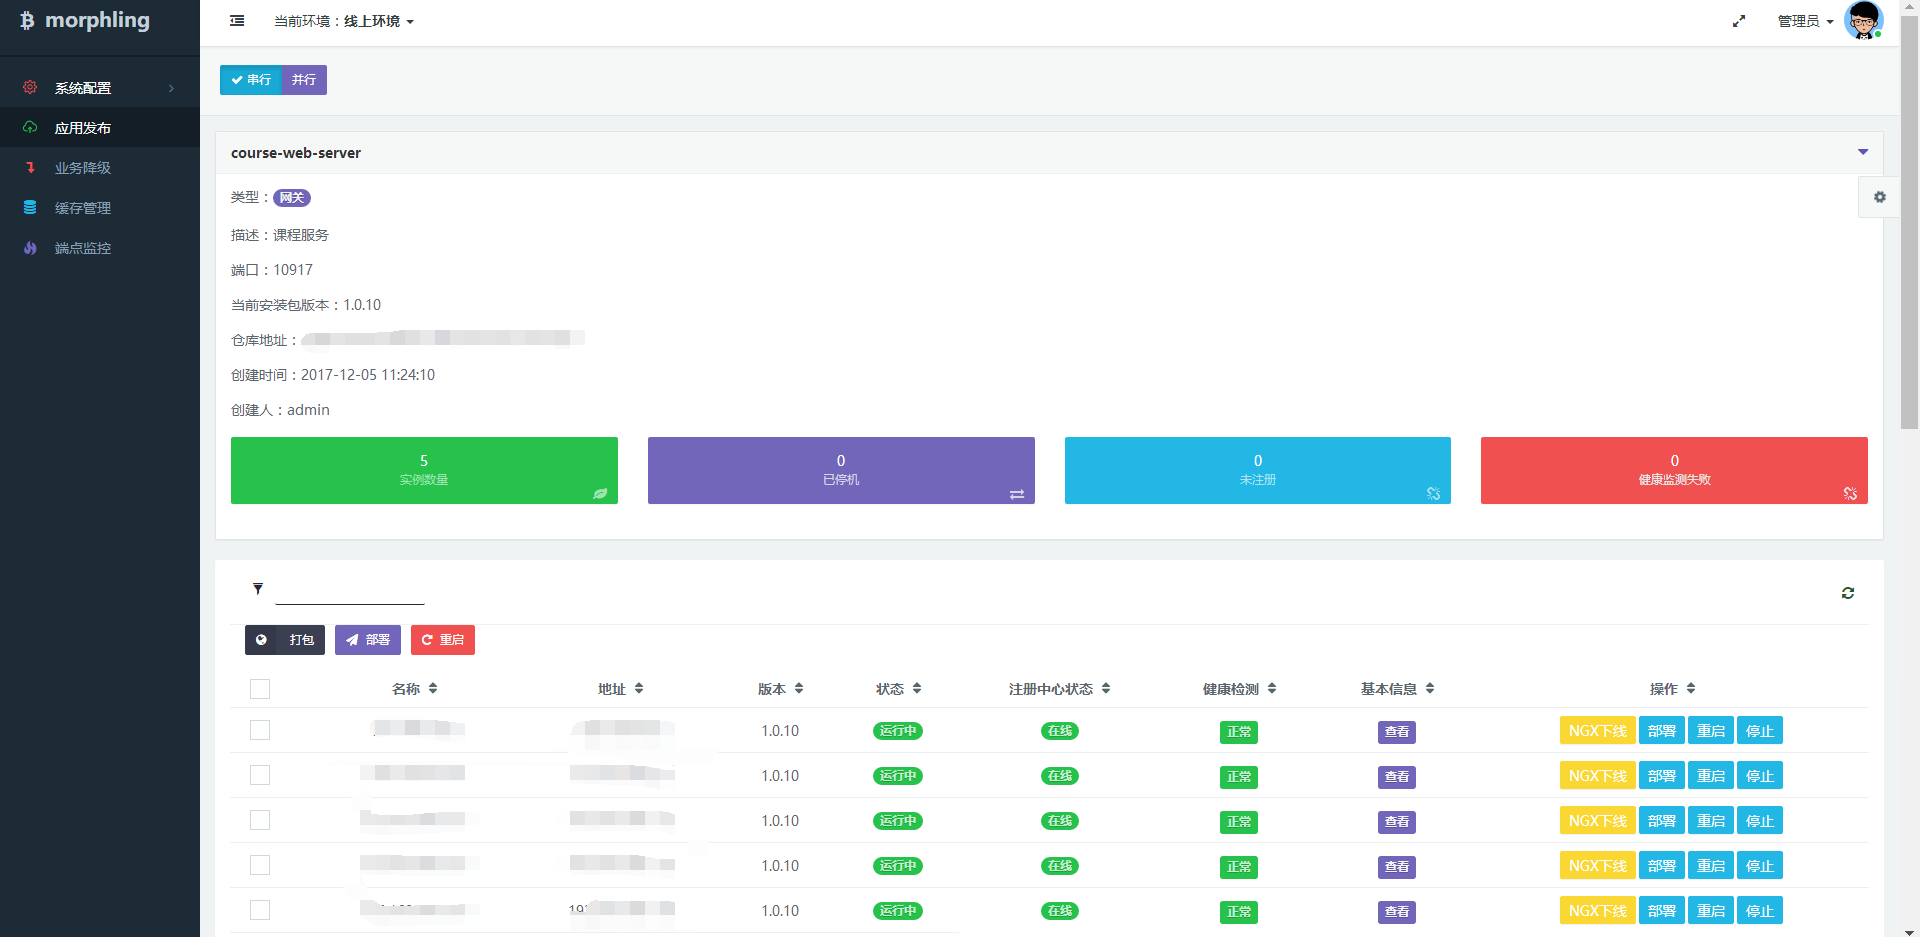 morphling
当前环境：线上环境
管理员
系统配置
应用发布
业务降级
缓存管理
端点监控
串行 并行
course-web-server
类型：网关
描述：课程服务
端口：10917
当前安装包版本：1.0.10
仓库地址：
创建时间：2017-12-05 11:24:10
创建人：admin
5
实例数量
0
已停机
0
未注册
0
健康监测失败
打包 部署 重启
名称 地址 版本 状态 注册中心状态 健康检测 基本信息 操作
1.0.10 运行中 在线 正常 查看 NGX下线 部署 重启 停止
1.0.10 运行中 在线 正常 查看 NGX下线 部署 重启 停止
1.0.10 运行中 在线 正常 查看 NGX下线 部署 重启 停止
1.0.10 运行中 在线 正常 查看 NGX下线 部署 重启 停止
1.0.10 运行中 在线 正常 查看 NGX下线 部署 重启 停止